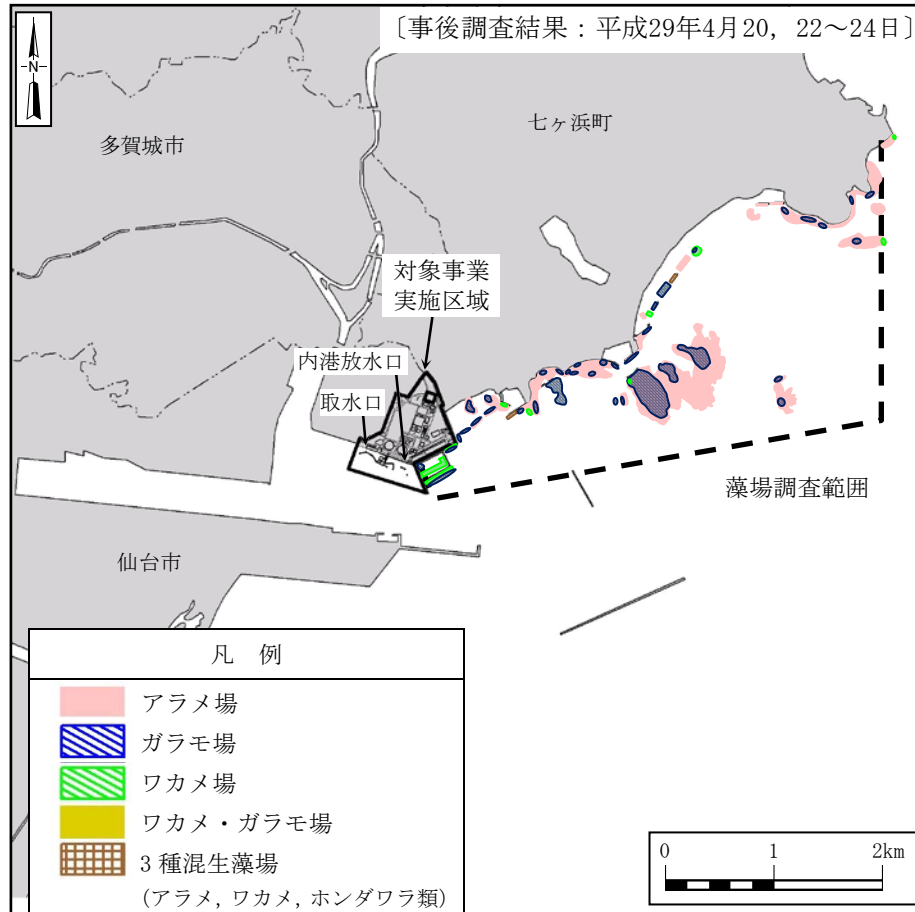 〔事後調査結果：平成29年4月20，22～24日〕
N
多賀城市
七ヶ浜町
対象事業
実施区域
内港放水口
取水口
藻場調査範囲
仙台市
凡　例
アラメ場
ガラモ場
ワカメ場
ワカメ・ガラモ場
3種混生藻場
(アラメ, ワカメ, ホンダワラ類)
0 1 2km